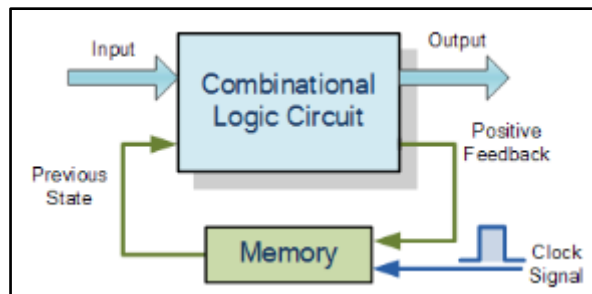 Input
Output
Combinational
Logic Circuit
Positive
Feedback
Previous
State
Memory
Clock
Signal